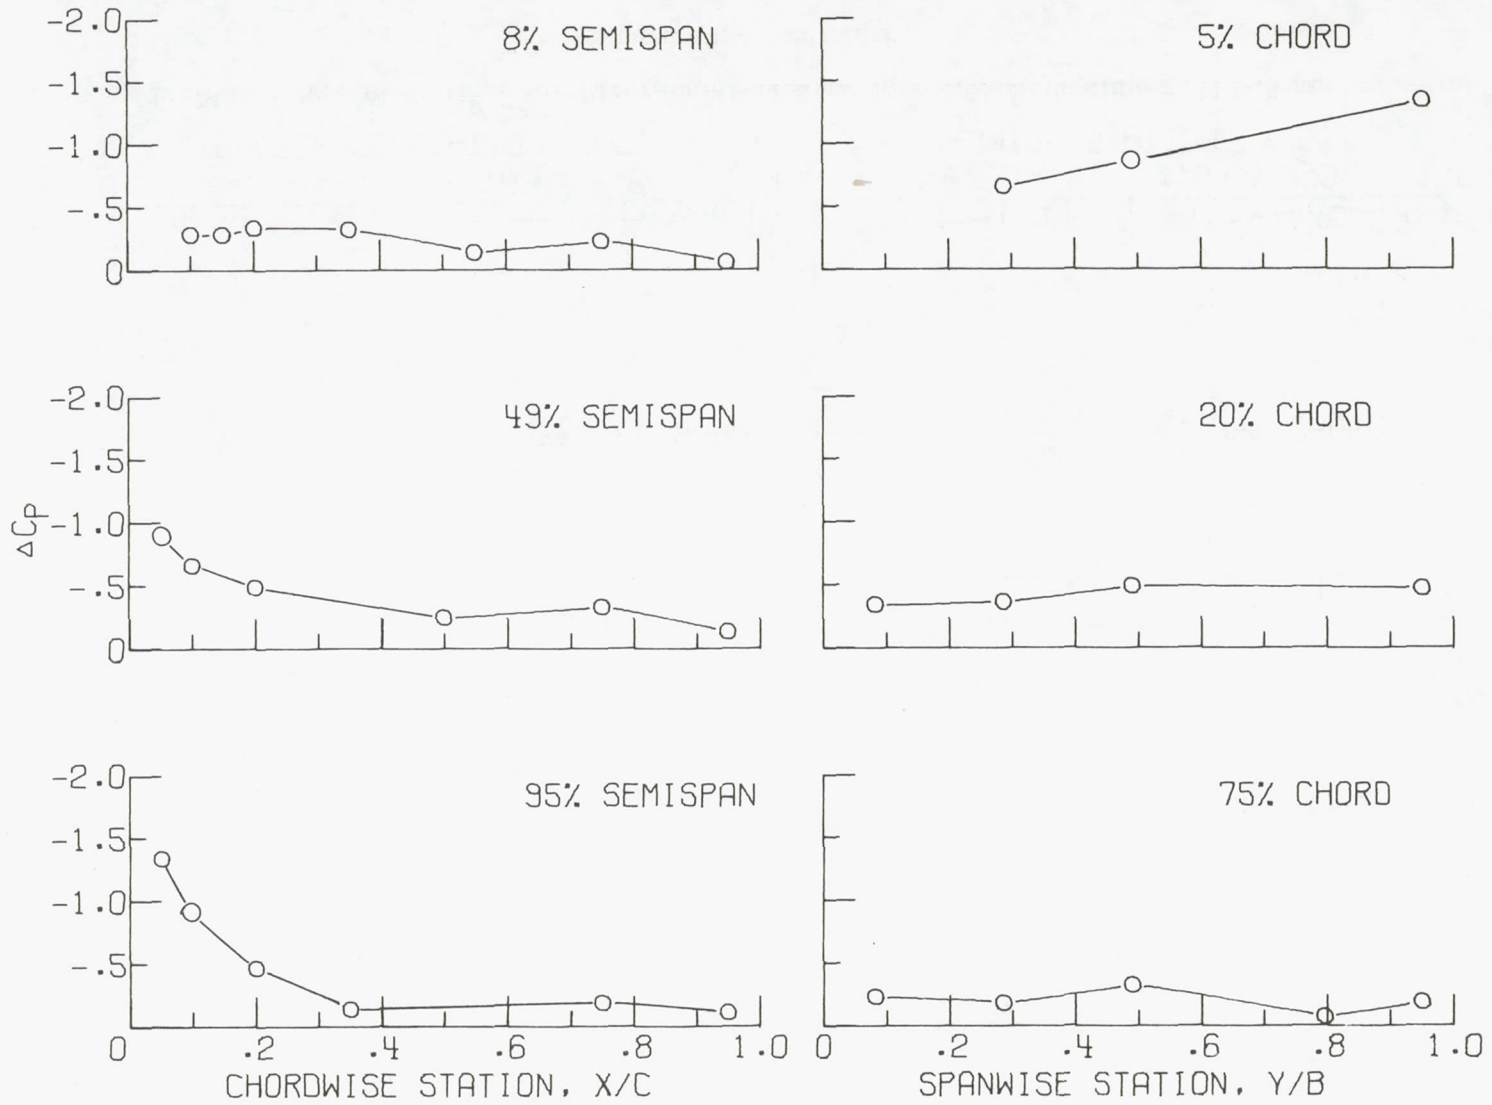 8% SEMISPAN
-2.0
-1.5
-1.0
-.5
0
5% CHORD
49% SEMISPAN
-2.0
-1.5
ΔCP
-1.0
-.5
0
20% CHORD
95% SEMISPAN
-2.0
-1.5
-1.0
-.5
0 .2 .4 .6 .8 1.0
CHORDWISE STATION, X/C
75% CHORD
0 .2 .4 .6 .8 1.0
SPANWISE STATION, Y/B